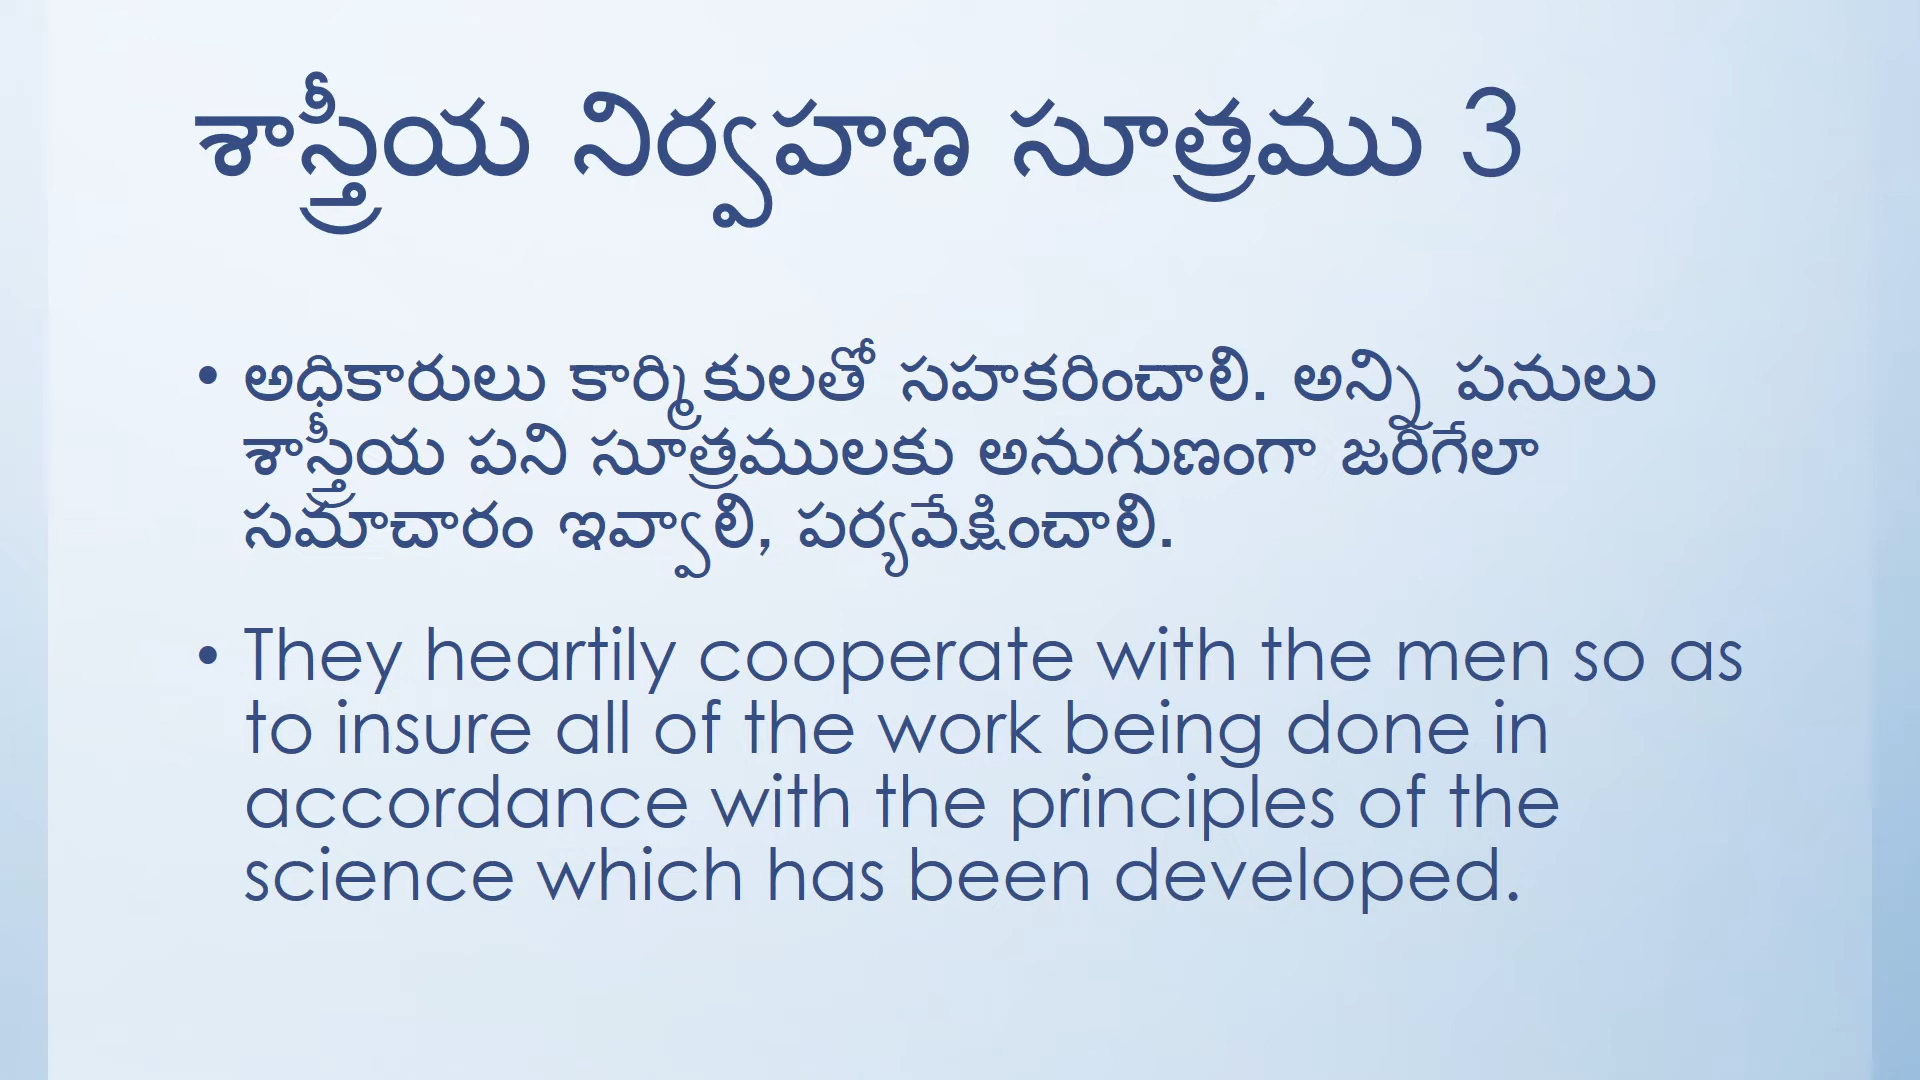 శాస్త్రీయ నిర్వహణ సూత్రము 3
• అధికారులు కార్మికులతో సహకరించాలి. అన్ని పనులు
శాస్త్రీయ పని సూత్రములకు అనుగుణంగా జరిగేలా
సమాచారం ఇవ్వాలి, పర్యవేక్షించాలి.
• They heartily cooperate with the men so as
to insure all of the work being done in
accordance with the principles of the
science which has been developed.